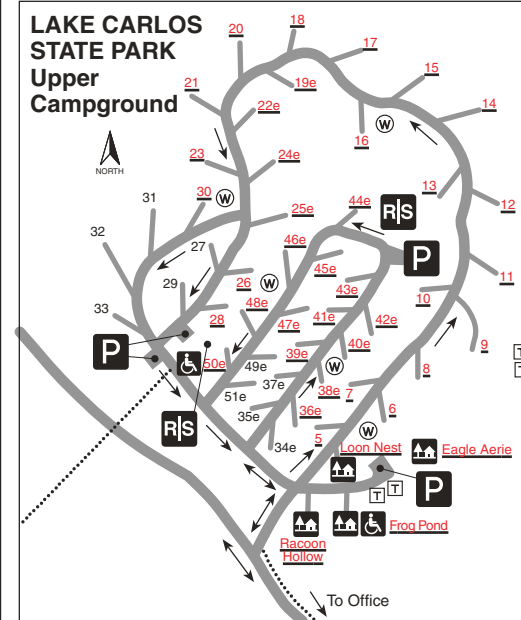 LAKE CARLOS
STATE PARK
Upper
Campground
NORTH
20
18
17
15
14
21
19e
22e
W
16
23
24e
13
12
30
W
25e
44e
R|S
31
32
27
46e
P
45e
11
29
26
W
43e
10
33
48e
28
47e
41e
42e
9
P
50e
49e
39e
40e
W
8
T
T
51e
37e
38e
7
R|S
35e
36e
6
34e
5
W
Loon Nest
Eagle Aerie
P
T
T
Frog Pond
Racoon
Hollow
To Office